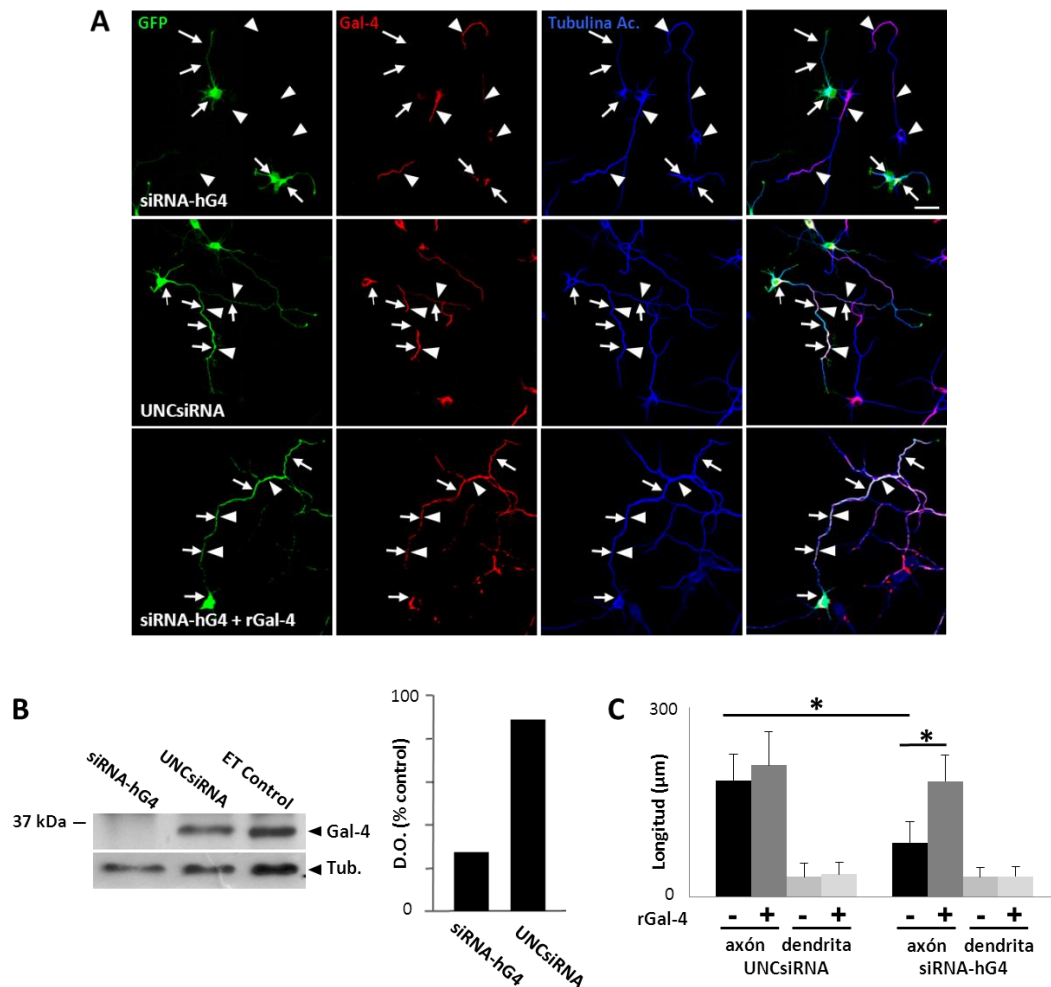 A
GFP
Gal-4
Tubulina Ac.
siRNA-hG4
UNCsiRNA
siRNA-hG4 + rGal-4
B
siRNA-hG4
UNCsiRNA
ET Control
37 kDa
Gal-4
Tub.
100
D.O. (% control)
0
siRNA-hG4
UNCsiRNA
C
300
Longitud (µm)
0
*
*
rGal-4 - + - + - + - +
axón dendrita axón dendrita
UNCsiRNA siRNA-hG4